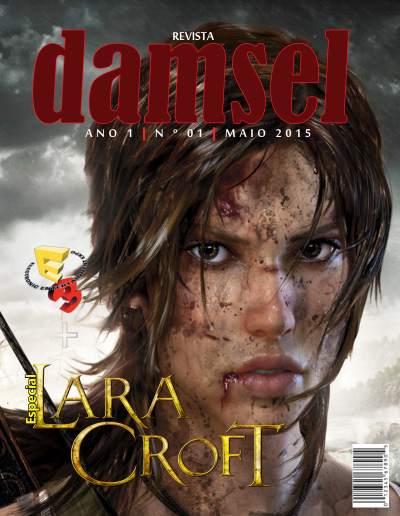 REVISTA
damsel
ANO 1 | N º 01 | MAIO 2015
E3
+
Especial
LARA
CROFT